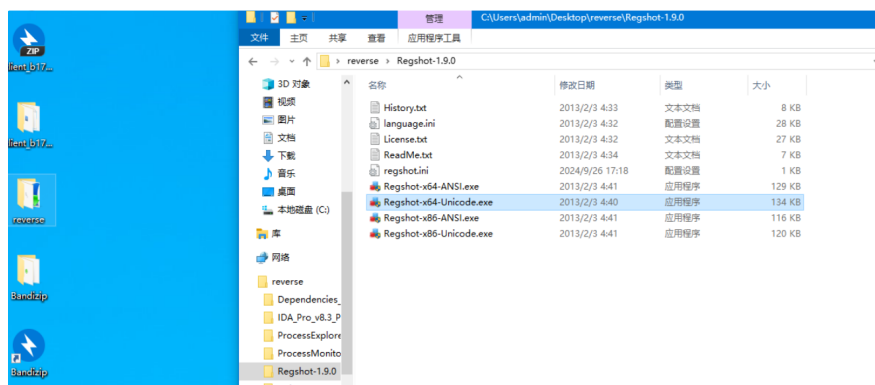 管理
C:\Users\admin\Desktop\reverse\Regshot-1.9.0
文件 主页 共享 查看 应用程序工具
reverse › Regshot-1.9.0
ZIP
lient_b17...
lient_b17...
reverse
Bandizip
Bandizip
3D 对象
视频
图片
文档
下载
音乐
桌面
本地磁盘 (C:)
库
网络
reverse
Dependencies_
IDA_Pro_v8.3_P
ProcessExplore
ProcessMonito
Regshot-1.9.0
名称 修改日期 类型 大小
History.txt 2013/2/3 4:33 文本文档 8 KB
language.ini 2013/2/3 4:32 配置设置 28 KB
License.txt 2013/2/3 4:32 文本文档 27 KB
ReadMe.txt 2013/2/3 4:34 文本文档 7 KB
regshot.ini 2024/9/26 17:18 配置设置 1 KB
Regshot-x64-ANSI.exe 2013/2/3 4:41 应用程序 129 KB
Regshot-x64-Unicode.exe 2013/2/3 4:40 应用程序 134 KB
Regshot-x86-ANSI.exe 2013/2/3 4:41 应用程序 116 KB
Regshot-x86-Unicode.exe 2013/2/3 4:41 应用程序 120 KB